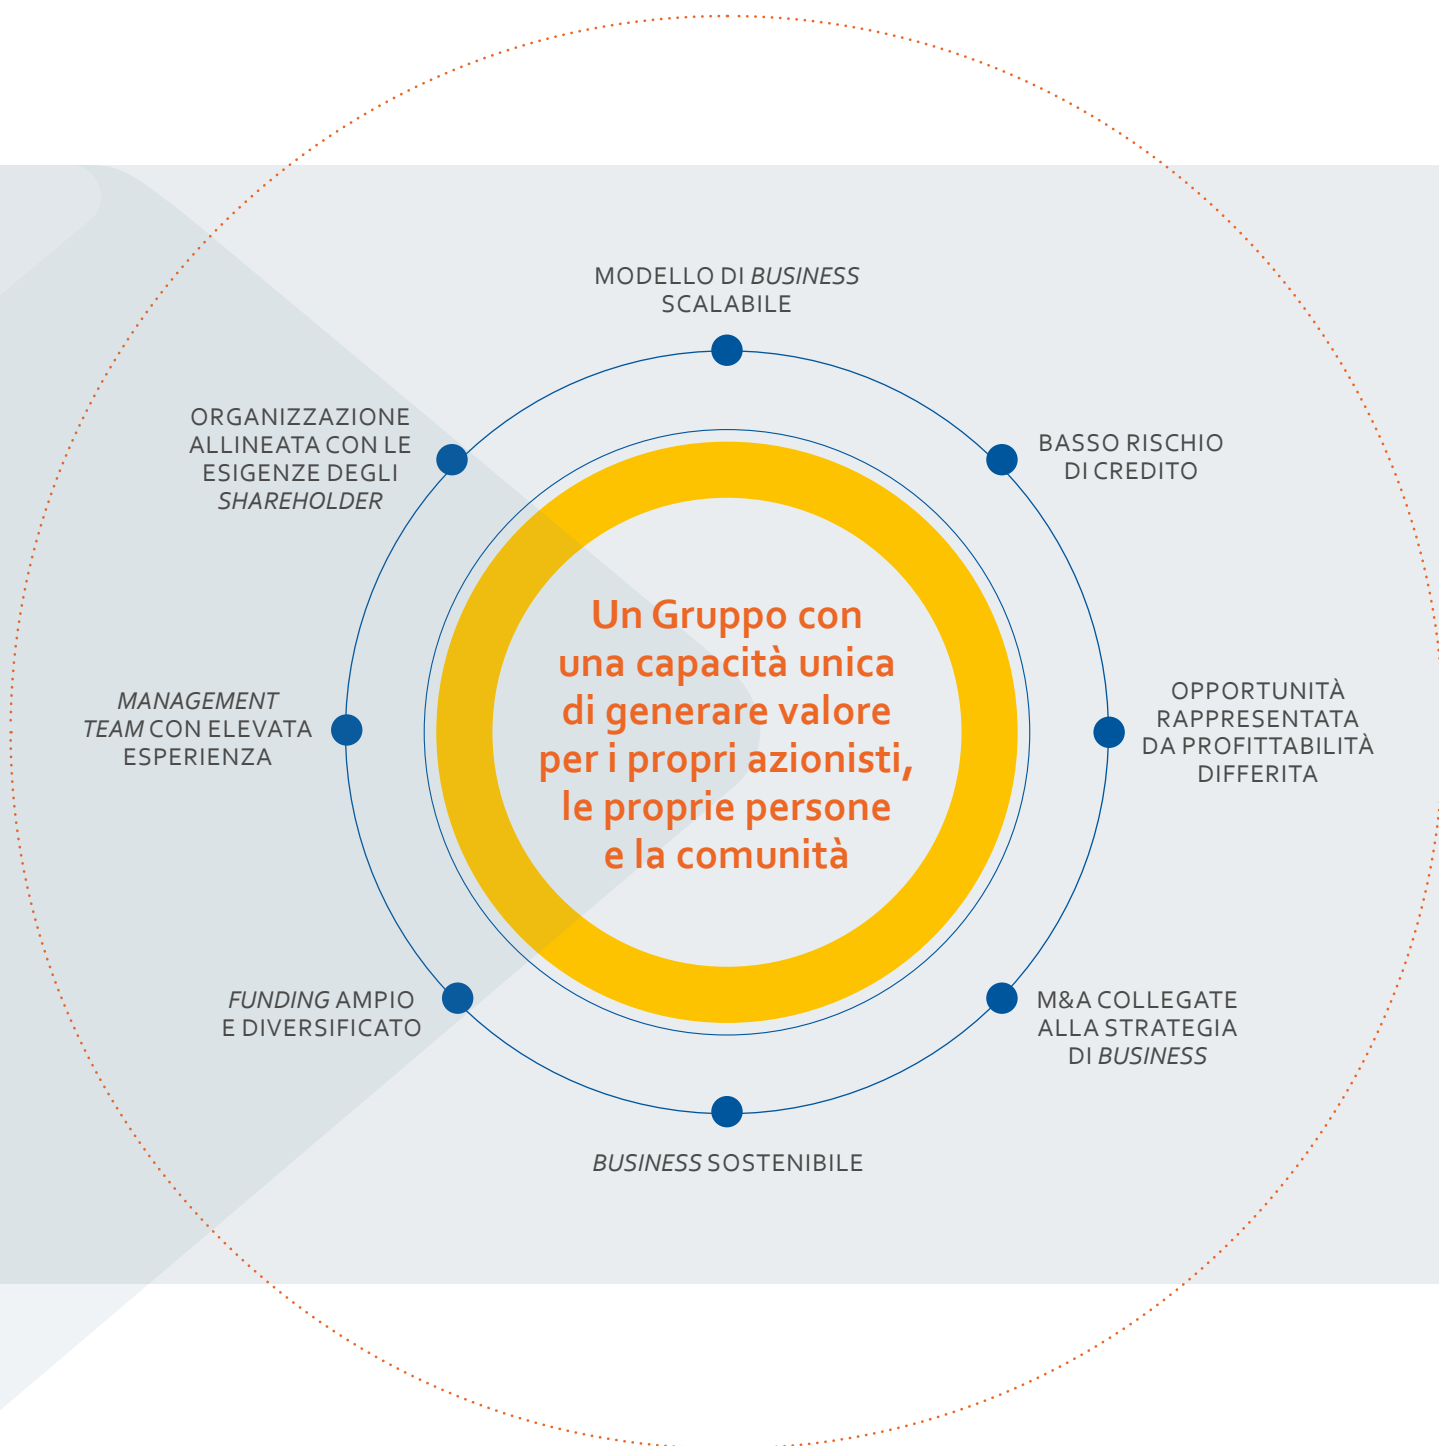 MODELLO DI BUSINESS
SCALABILE
BASSO RISCHIO
DI CREDITO
OPPORTUNITÀ
RAPPRESENTATA
DA PROFITTABILITÀ
DIFFERITA
M&A COLLEGATE
ALLA STRATEGIA
DI BUSINESS
BUSINESS SOSTENIBILE
FUNDING AMPIO
E DIVERSIFICATO
MANAGEMENT
TEAM CON ELEVATA
ESPERIENZA
ORGANIZZAZIONE
ALLINEATA CON LE
ESIGENZE DEGLI
SHAREHOLDER
Un Gruppo con
una capacità unica
di generare valore
per i propri azionisti,
le proprie persone
e la comunità